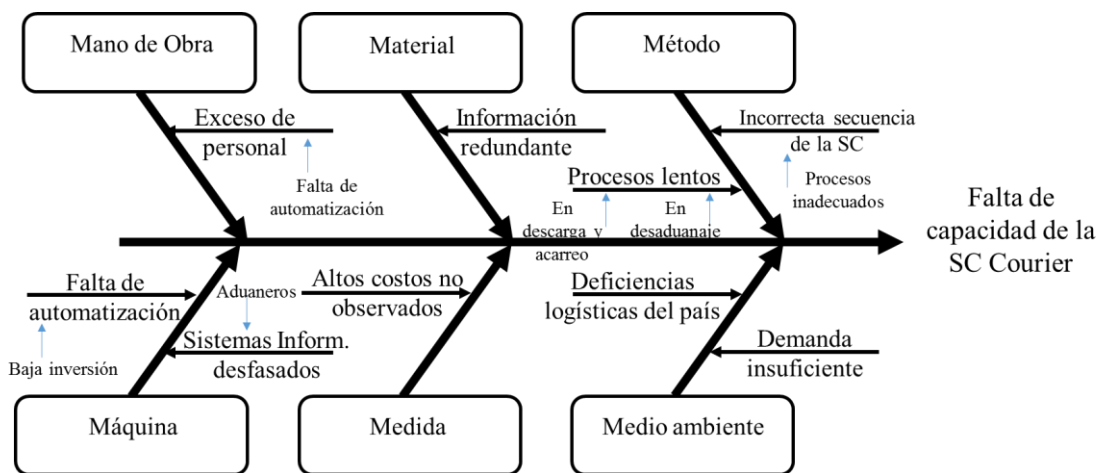 Mano de Obra
Material
Método
Exceso de
personal
Falta de
automatización
Información
redundante
Incorrecta secuencia
de la SC
Procesos
inadecuados
Procesos lentos
En
descarga y
acarreo
En
desaduanaje
Falta de
capacidad de la
SC Courier
Falta de
automatización
Baja inversión
Aduaneros
Sistemas Inform.
desfasados
Altos costos no
observados
Deficiencias
logísticas del país
Demanda
insuficiente
Máquina
Medida
Medio ambiente